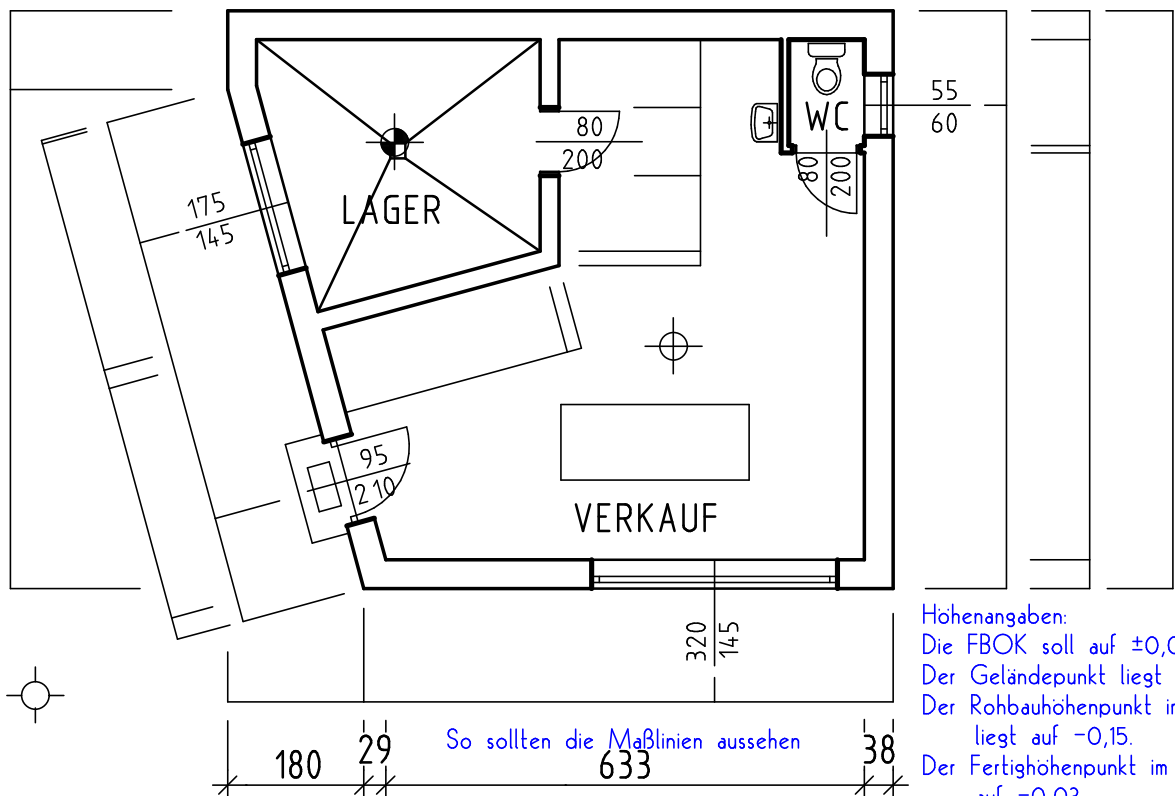 WC
55
60
80
200
80
200
175
145
LAGER
95
210
VERKAUF
320
145
Höhenangaben:
Die FBOK soll auf ±0,0
Der Geländepunkt liegt
Der Rohbauhöhenpunkt
liegt auf -0,15.
Der Fertighöhenpunkt im
So sollten die Maßlinien aussehen
180
29
633
38